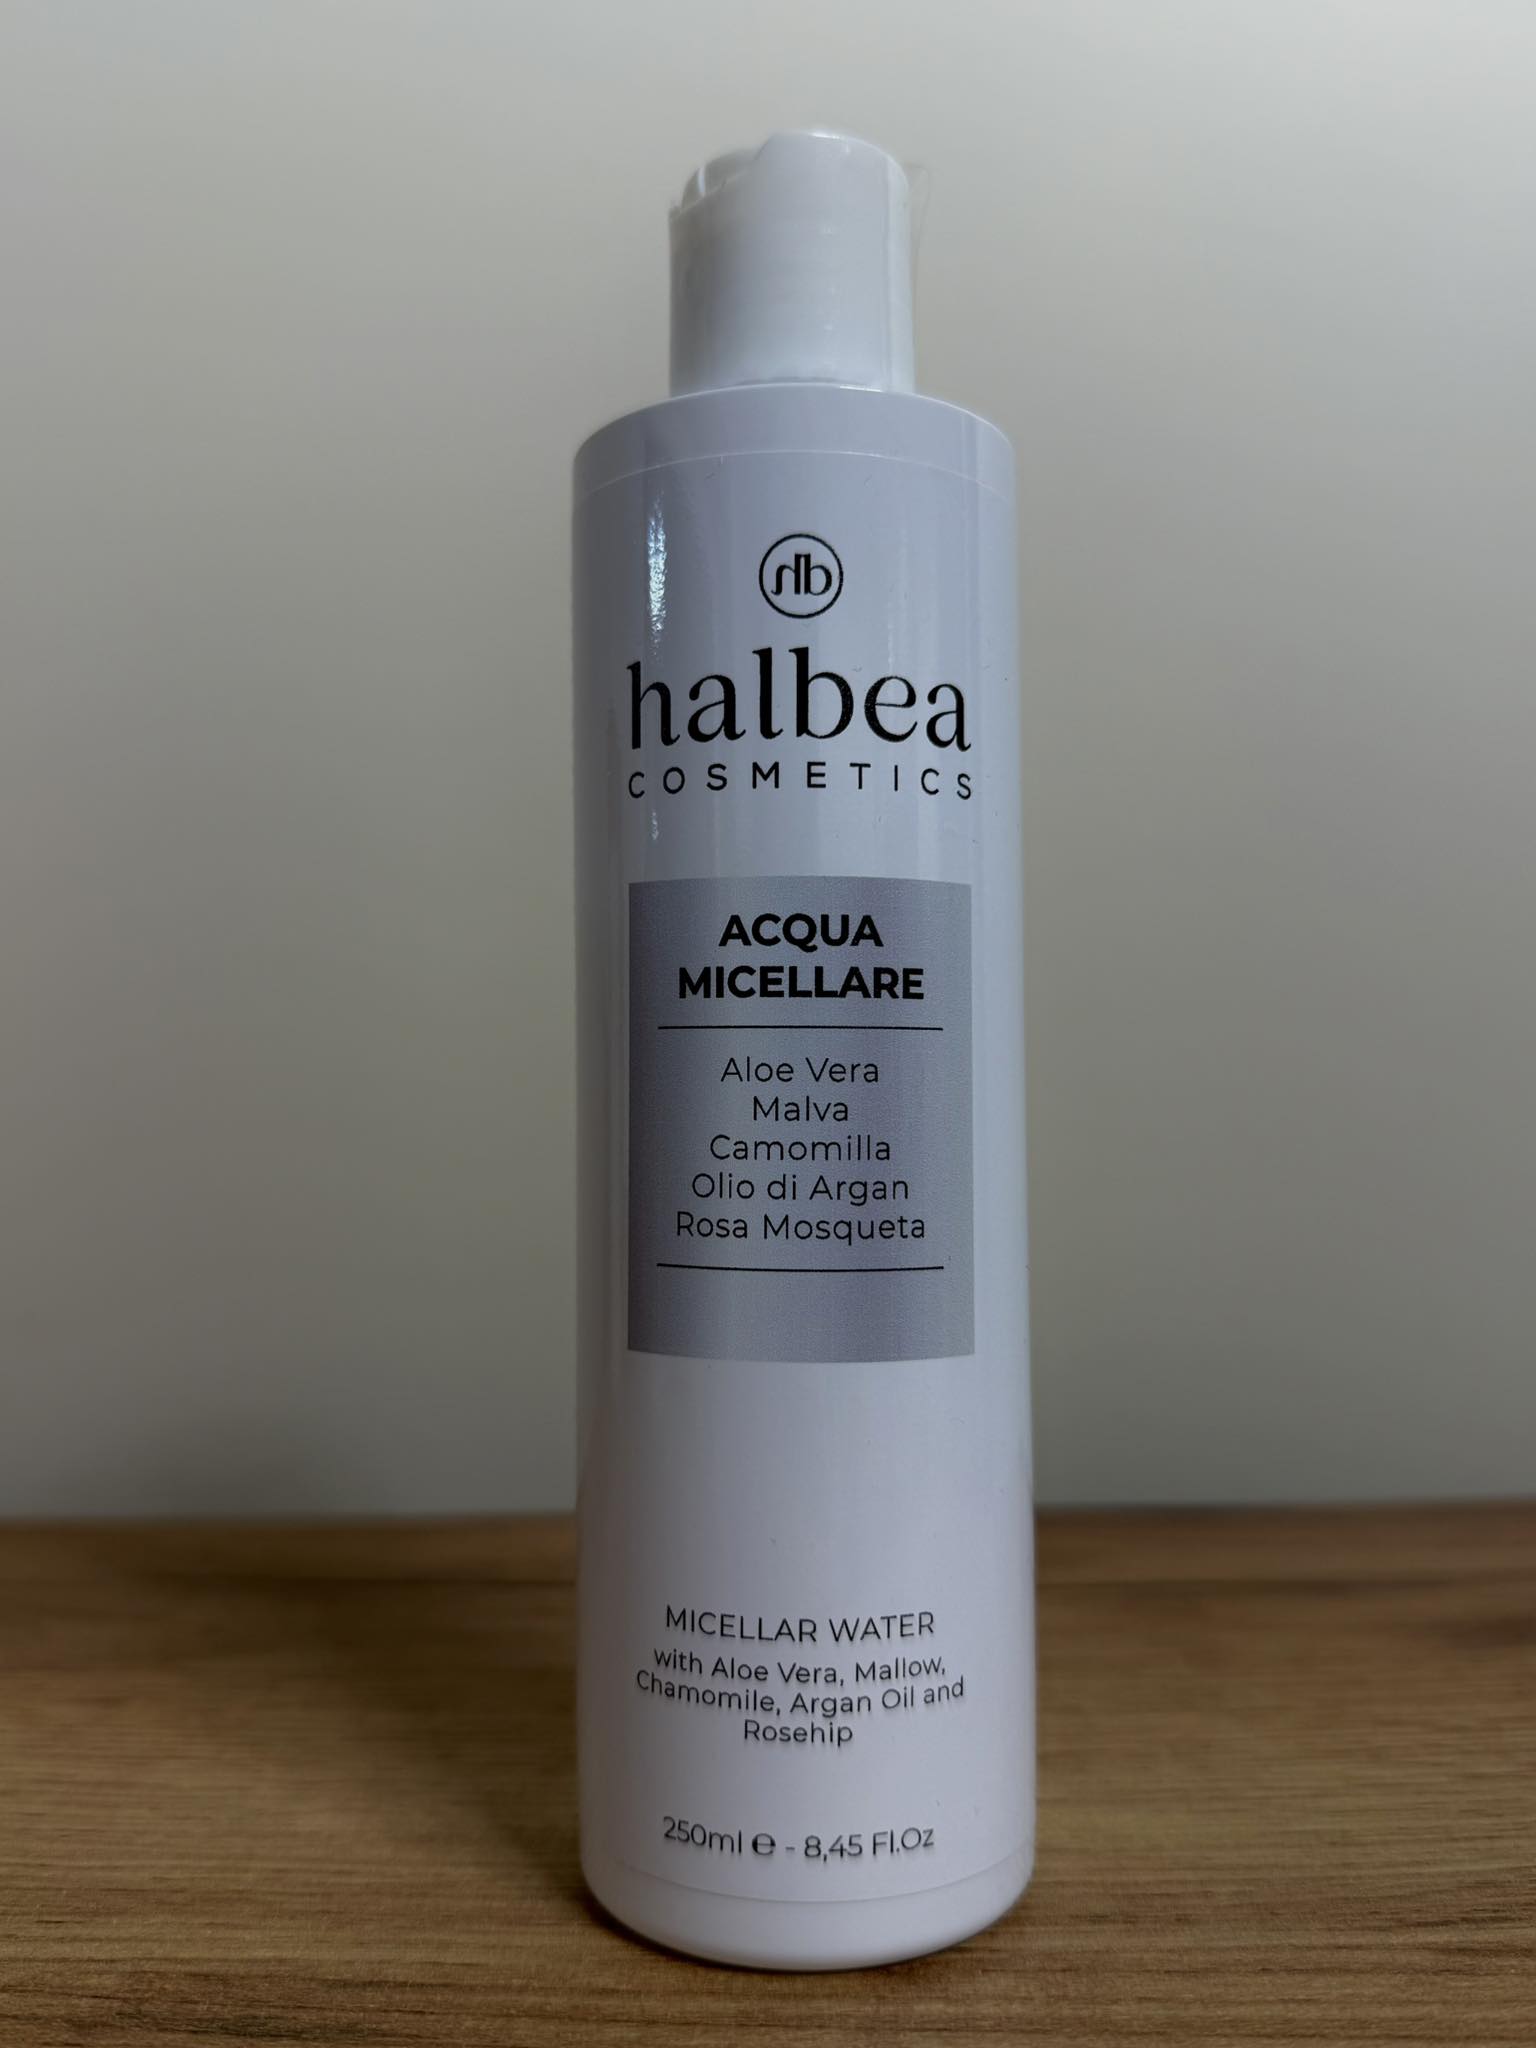 hb
halbea
COSMETICS
ACQUA
MICELLARE
Aloe Vera
Malva
Camomilla
Olio di Argan
Rosa Mosqueta
MICELLAR WATER
with Aloe Vera, Mallow,
Chamomile, Argan Oil and
Rosehip
250ml ℮ - 8,45 Fl.Oz